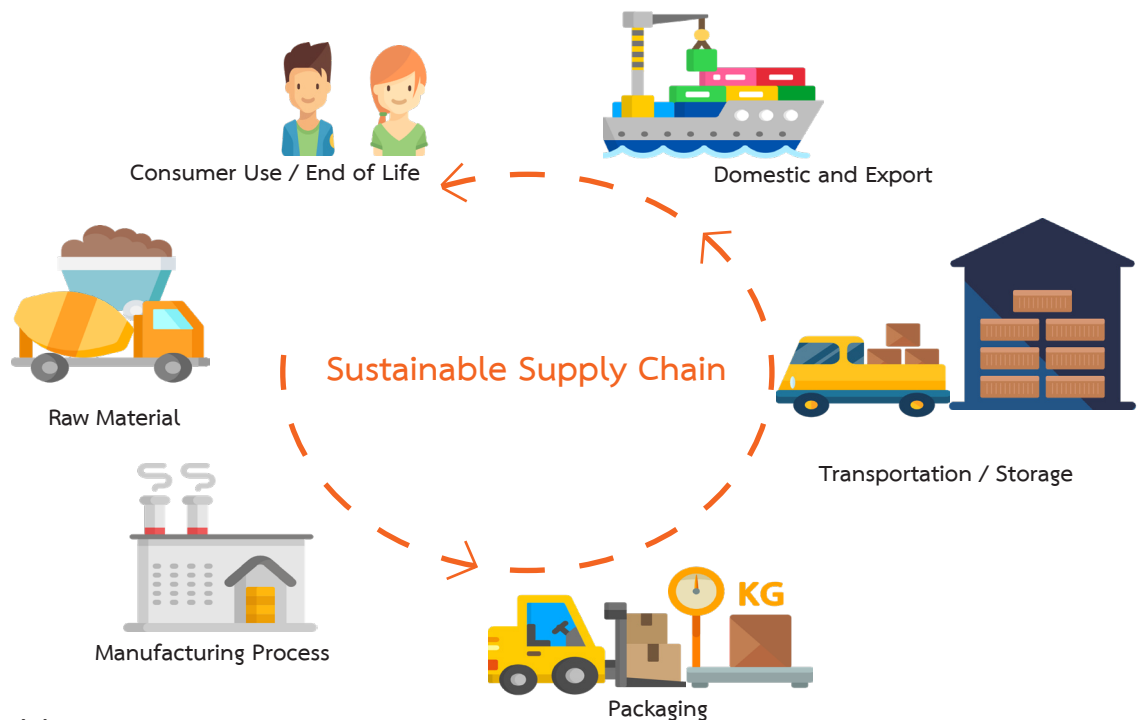 Consumer Use / End of Life
Domestic and Export
Sustainable Supply Chain
Raw Material
Transportation / Storage
Manufacturing Process
KG
Packaging